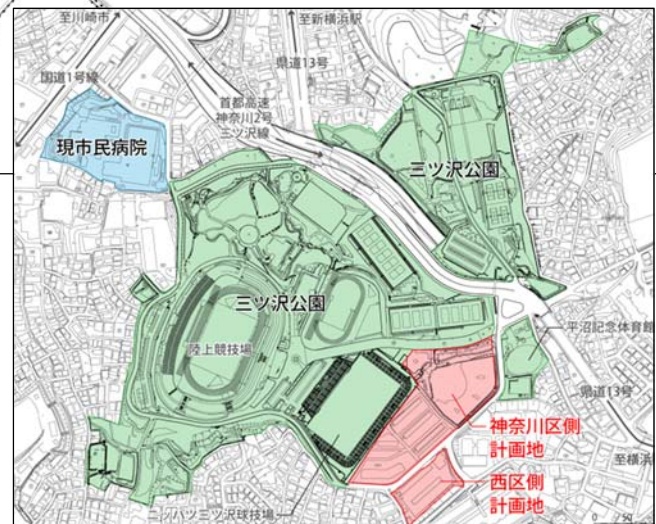 至川崎市
至新横浜駅
国道1号線
県道13号
首都高速
神奈川2号
三ツ沢線
現市民病院
三ツ沢公園
三ツ沢公園
陸上競技場
平沼記念体育館
県道13号
神奈川区側
計画地
至横浜
西区側
計画地
ニッパツ三ツ沢球技場
0 50